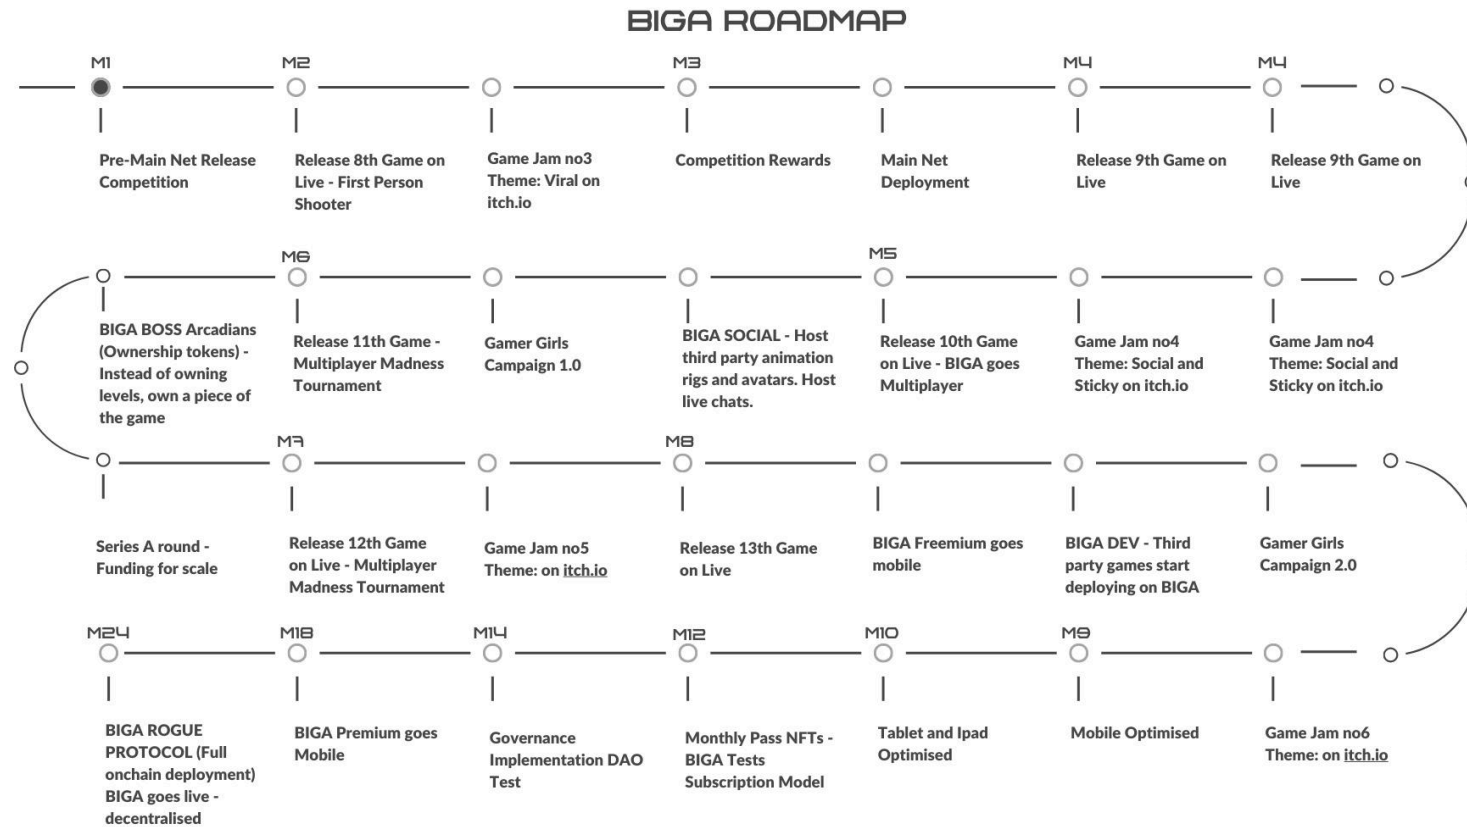 BIGA ROADMAP
M1
Pre-Main Net Release
Competition
M2
Release 8th Game on
Live - First Person
Shooter
Game Jam no3
Theme: Viral on
itch.io
M3
Competition Rewards
Main Net
Deployment
M4
Release 9th Game on
Live
M4
Release 9th Game on
Live
BIGA BOSS Arcadians
(Ownership tokens) -
Instead of owning
levels, own a piece of
the game
M6
Release 11th Game -
Multiplayer Madness
Tournament
Gamer Girls
Campaign 1.0
BIGA SOCIAL - Host
third party animation
rigs and avatars. Host
live chats.
M5
Release 10th Game
on Live - BIGA goes
Multiplayer
Game Jam no4
Theme: Social and
Sticky on itch.io
Game Jam no4
Theme: Social and
Sticky on itch.io
Series A round -
Funding for scale
M7
Release 12th Game
on Live - Multiplayer
Madness Tournament
Game Jam no5
Theme: on itch.io
M8
Release 13th Game
on Live
BIGA Freemium goes
mobile
BIGA DEV - Third
party games start
deploying on BIGA
Gamer Girls
Campaign 2.0
M24
BIGA ROGUE
PROTOCOL (Full
onchain deployment)
BIGA goes live -
decentralised
M18
BIGA Premium goes
Mobile
M14
Governance
Implementation DAO
Test
M12
Monthly Pass NFTs -
BIGA Tests
Subscription Model
M10
Tablet and Ipad
Optimised
M9
Mobile Optimised
Game Jam no6
Theme: on itch.io